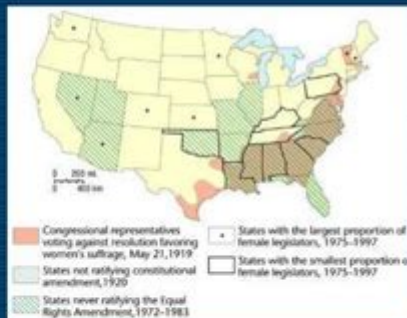 0 200 mi.
0 400 km
Congressional representatives
voting against resolution favoring
women's suffrage, May 21,1919
States not ratifying constitutional
amendment,1920
States never ratifying the Equal
Rights Amendment,1972–1983
States with the largest proportion of
female legislators, 1975–1997
States with the smallest proportion of
female legislators, 1975–1997